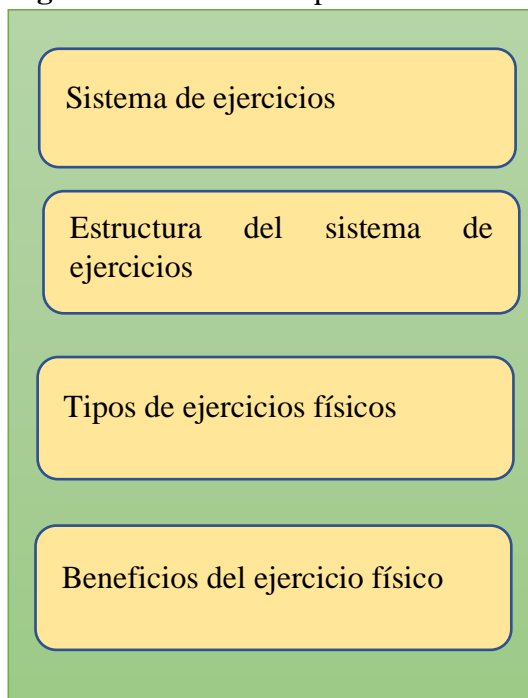 Sistema de ejercicios
Estructura del sistema de
ejercicios
Tipos de ejercicios físicos
Beneficios del ejercicio físico